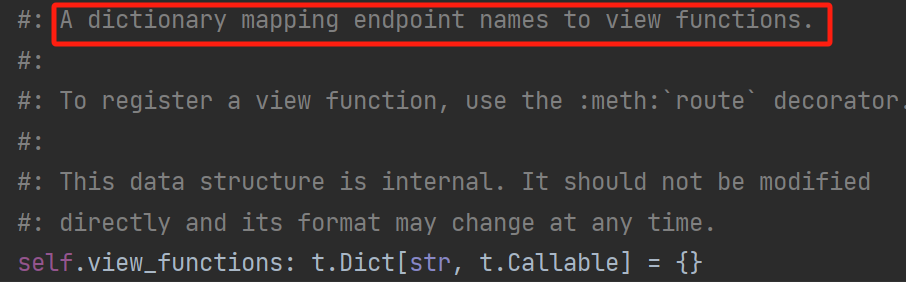 #: A dictionary mapping endpoint names to view functions.
#:
#: To register a view function, use the :meth:`route` decorator.
#:
#: This data structure is internal. It should not be modified
#: directly and its format may change at any time.
self.view_functions: t.Dict[str, t.Callable] = {}